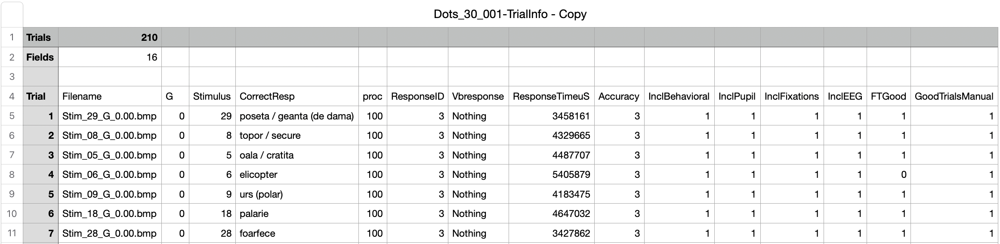 Dots_30_001-TrialInfo - Copy
1 Trials 210
2 Fields 16
3
4 Trial Filename G Stimulus CorrectResp proc ResponseID Vbresponse ResponseTimeuS Accuracy InclBehavioral InclPupil InclFixations InclEEG FTGood GoodTrialsManual
5 1 Stim_29_G_0.00.bmp 0 29 poseta / geanta (de dama) 100 3 Nothing 3458161 3 1 1 1 1 1 1
6 2 Stim_08_G_0.00.bmp 0 8 topor / secure 100 3 Nothing 4329665 3 1 1 1 1 1 1
7 3 Stim_05_G_0.00.bmp 0 5 oala / cratita 100 3 Nothing 4487707 3 1 1 1 1 1 1
8 4 Stim_06_G_0.00.bmp 0 6 elicopter 100 3 Nothing 5405879 3 1 1 1 1 0 1
9 5 Stim_09_G_0.00.bmp 0 9 urs (polar) 100 3 Nothing 4183475 3 1 1 1 1 1 1
10 6 Stim_18_G_0.00.bmp 0 18 palarie 100 3 Nothing 4647032 3 1 1 1 1 1 1
11 7 Stim_28_G_0.00.bmp 0 28 foarfece 100 3 Nothing 3427862 3 1 1 1 1 1 1